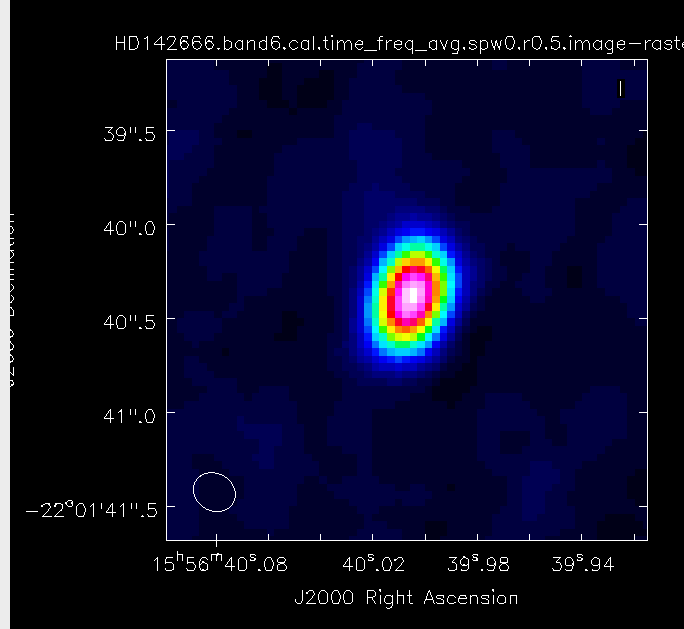 HD142666.band6.cal.time_freq_avg.spw0.r0.5.image-raste
39".5
40".0
40".5
41".0
-22°01'41".5
15ʰ56ᵐ40ˢ.08
40ˢ.02
39ˢ.98
39ˢ.94
J2000 Right Ascension